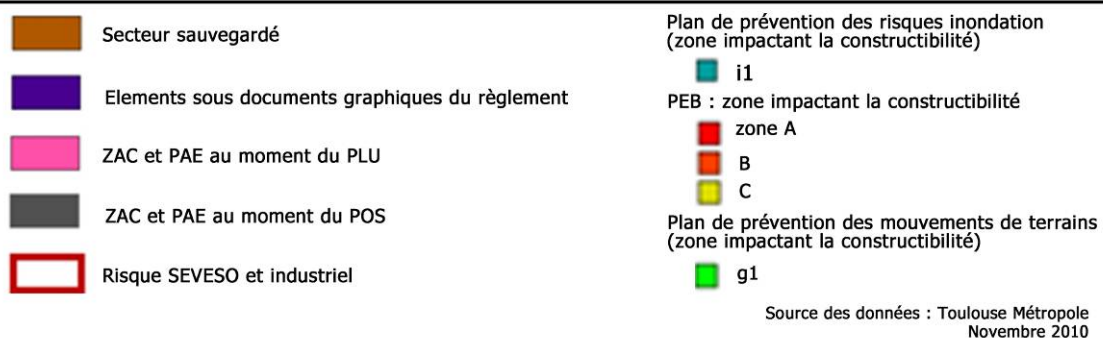 Secteur sauvegardé
Elements sous documents graphiques du règlement
ZAC et PAE au moment du PLU
ZAC et PAE au moment du POS
Risque SEVESO et industriel
Plan de prévention des risques inondation
(zone impactant la constructibilité)
i1
PEB : zone impactant la constructibilité
zone A
B
C
Plan de prévention des mouvements de terrains
(zone impactant la constructibilité)
g1
Source des données : Toulouse Métropole
Novembre 2010